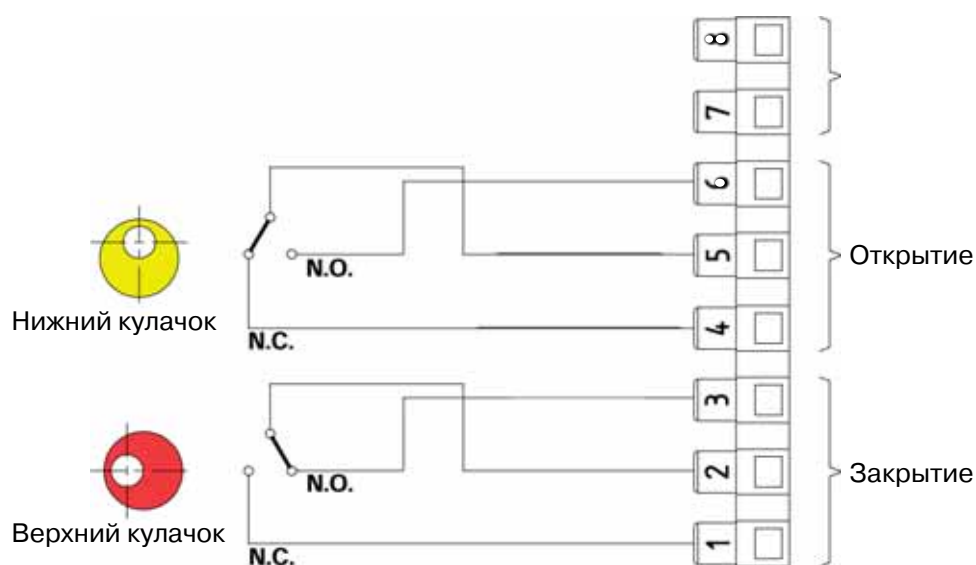 8
7
6
N.O.
5
Открытие
Нижний кулачок
4
N.C.
3
N.O.
2
Закрытие
Верхний кулачок
1
N.C.